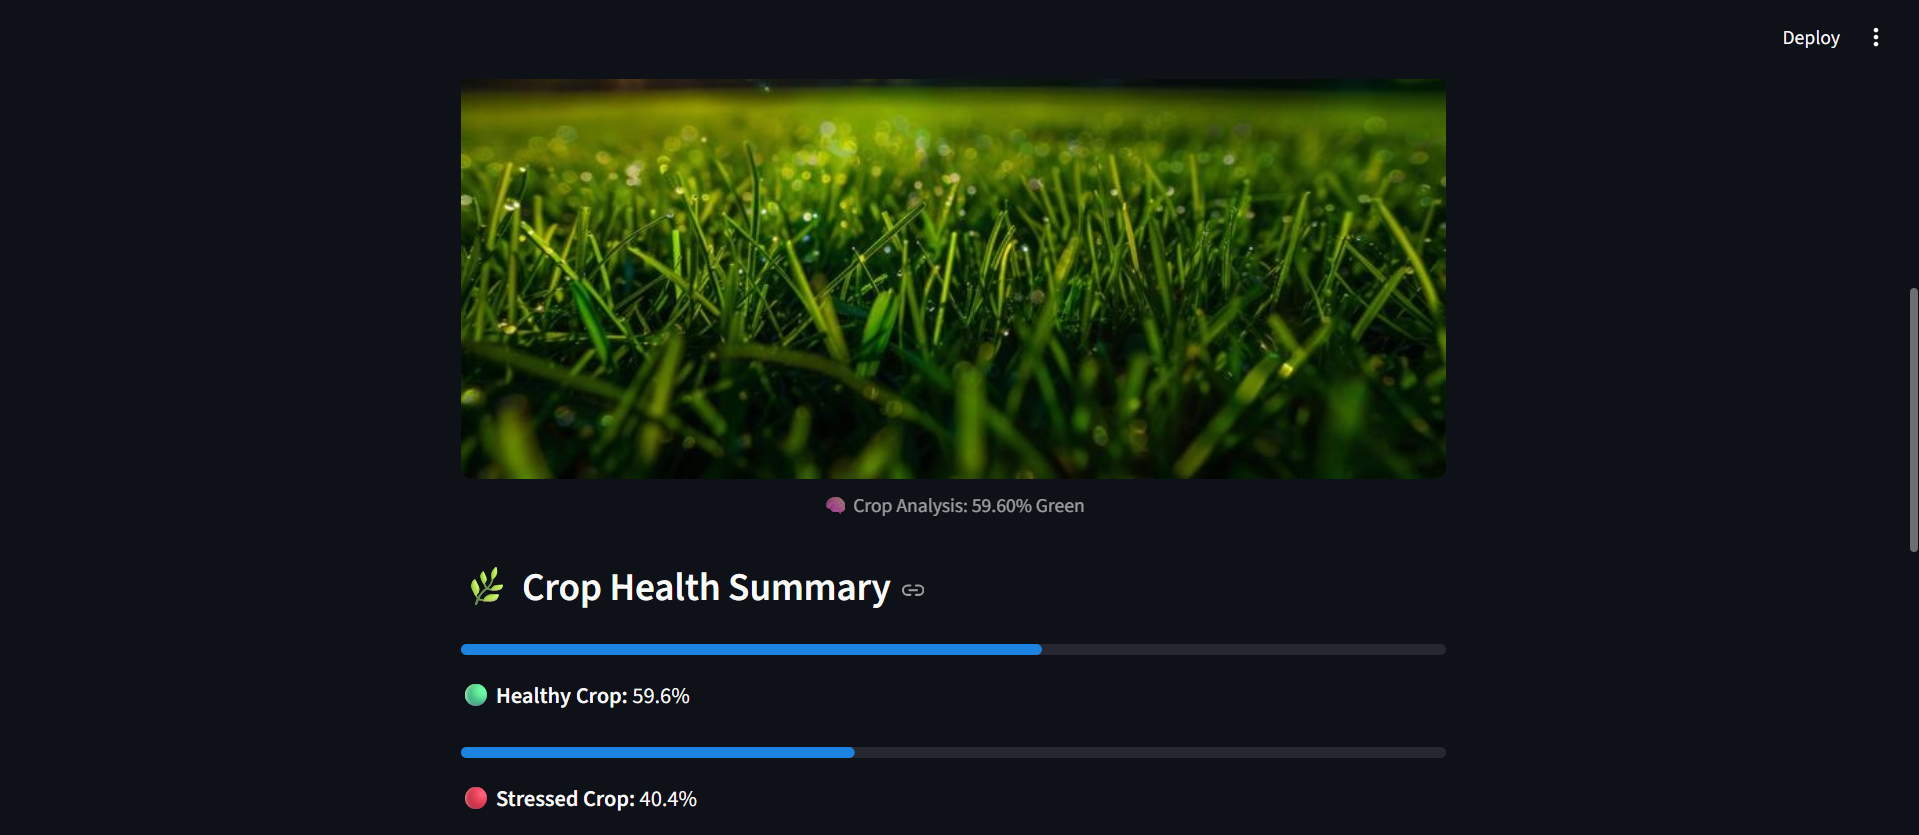 Deploy
🧠 Crop Analysis: 59.60% Green
🌿 Crop Health Summary
🟢 Healthy Crop: 59.6%
🔴 Stressed Crop: 40.4%